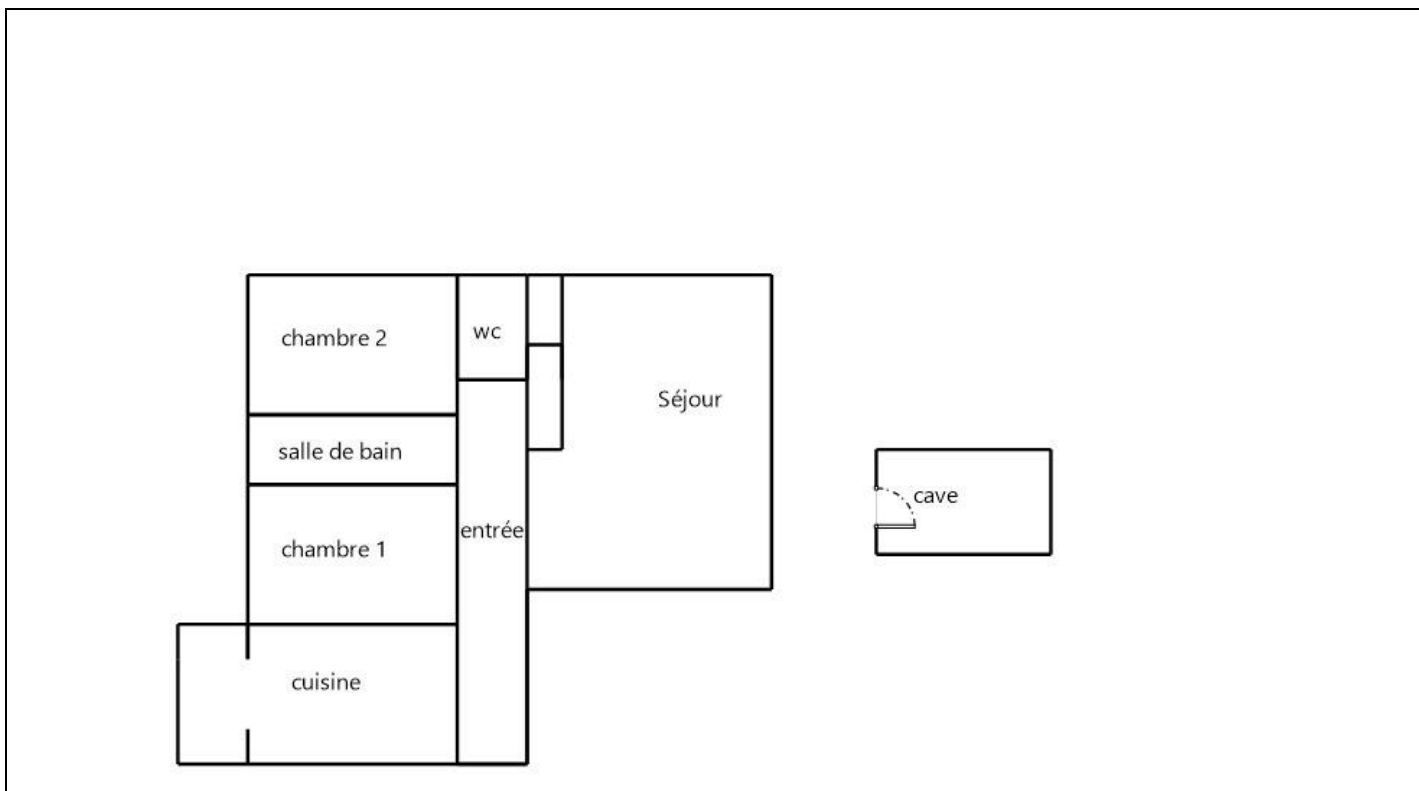 chambre 2
wc
Séjour
salle de bain
cave
entrée
chambre 1
cuisine